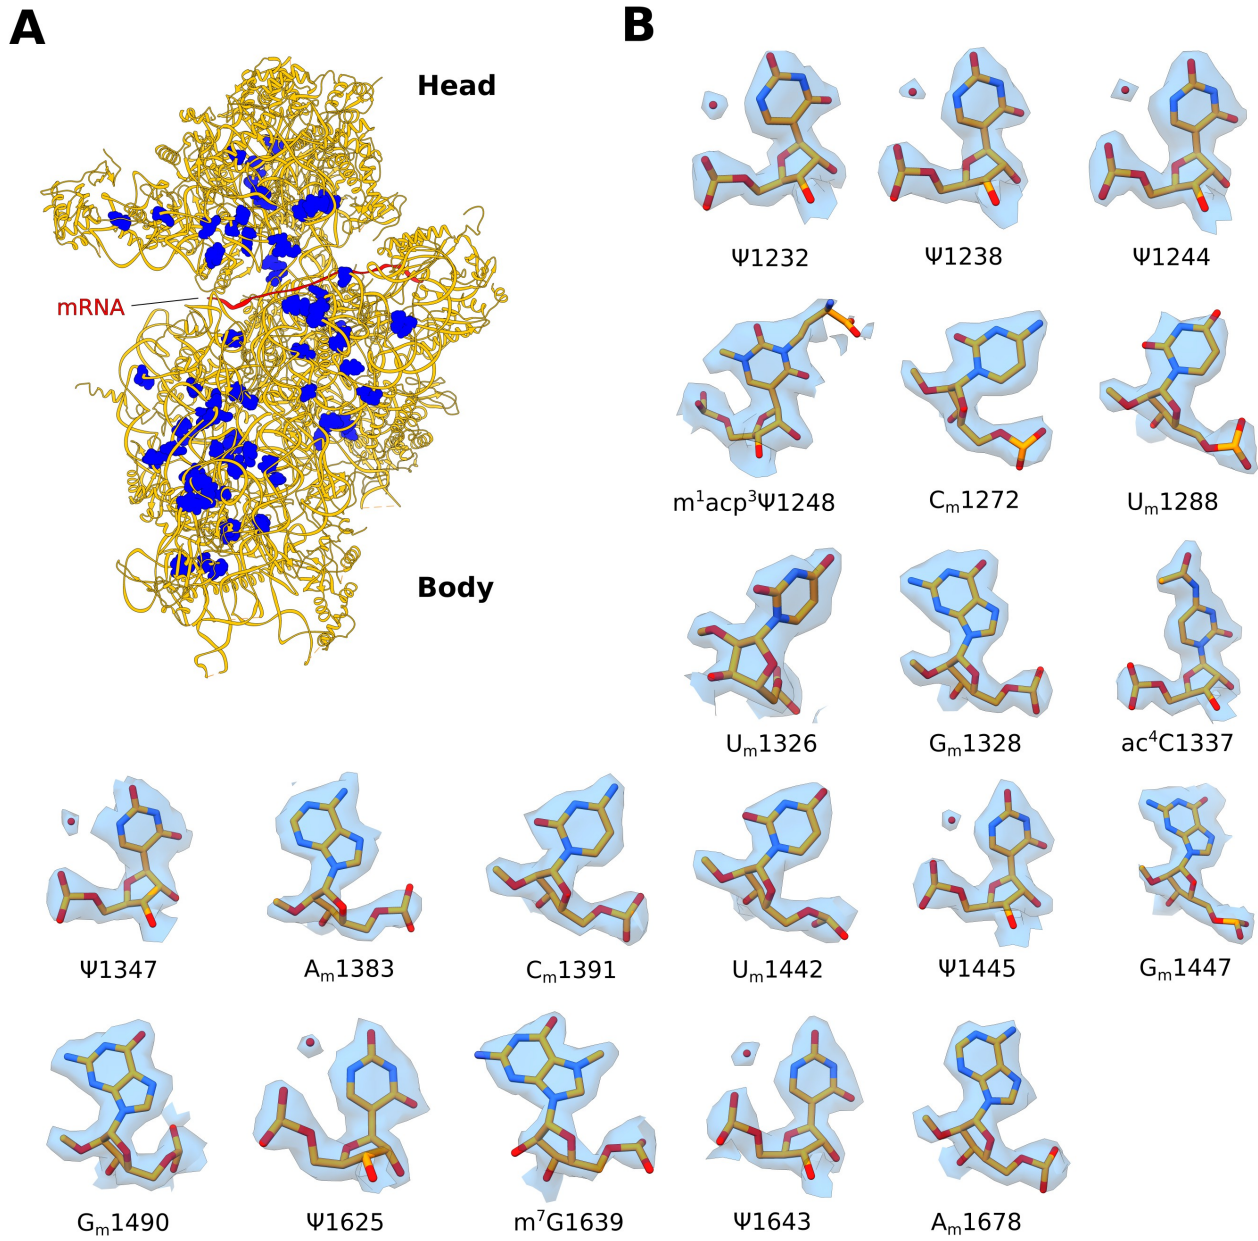 A
B
Head
mRNA
Body
Ψ1232 Ψ1238 Ψ1244
m¹acp³Ψ1248 Cₘ1272 Uₘ1288
Uₘ1326 Gₘ1328 ac⁴C1337
Ψ1347 Aₘ1383 Cₘ1391 Uₘ1442 Ψ1445 Gₘ1447
Gₘ1490 Ψ1625 m⁷G1639 Ψ1643 Aₘ1678